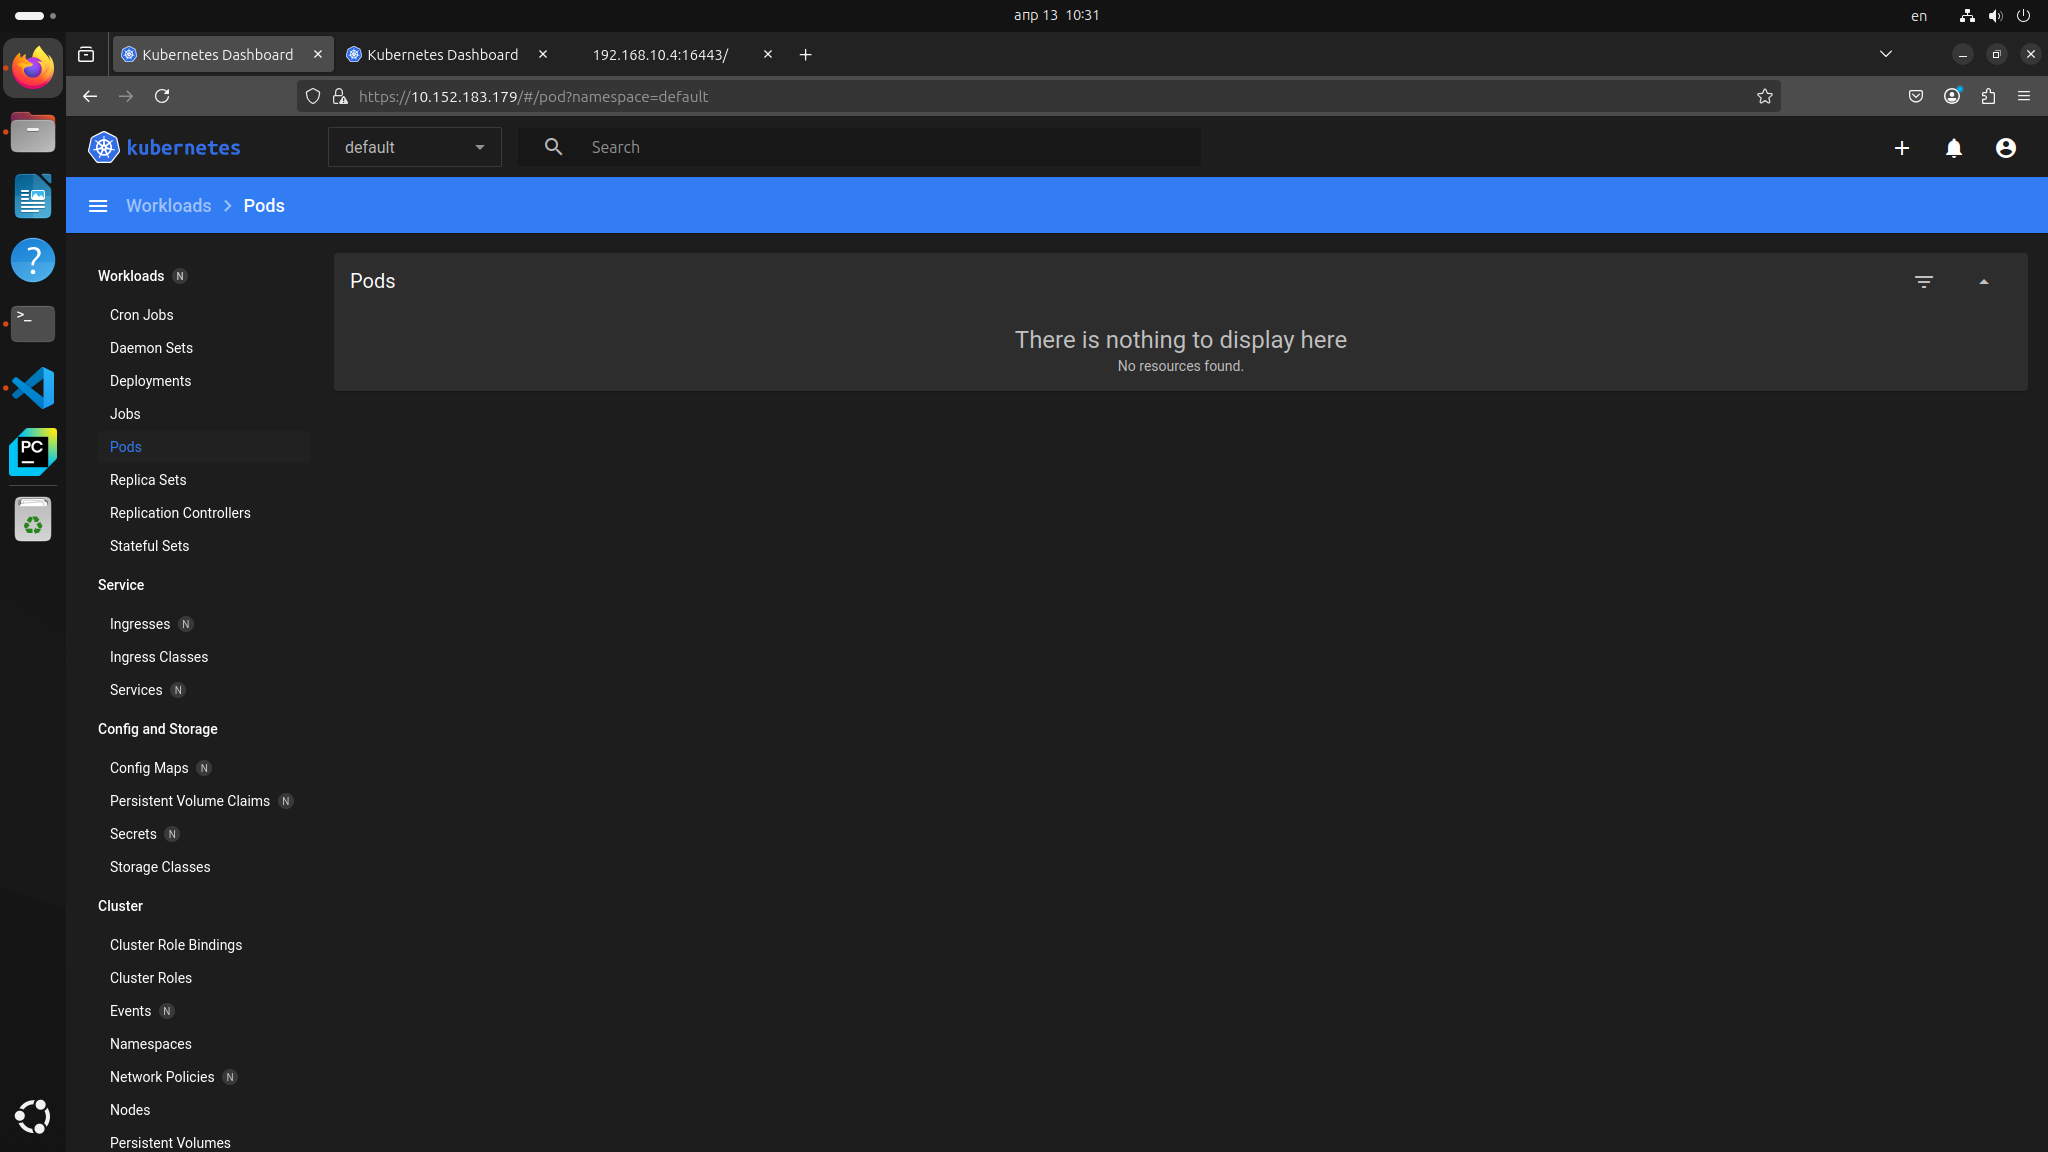 апр 13 10:31
en
Kubernetes Dashboard
Kubernetes Dashboard
192.168.10.4:16443/
https://10.152.183.179/#/pod?namespace=default
kubernetes
default
Search
Workloads
Pods
Workloads N
Cron Jobs
Daemon Sets
Deployments
Jobs
Pods
Replica Sets
Replication Controllers
Stateful Sets
Service
Ingresses N
Ingress Classes
Services N
Config and Storage
Config Maps N
Persistent Volume Claims N
Secrets N
Storage Classes
Cluster
Cluster Role Bindings
Cluster Roles
Events N
Namespaces
Network Policies N
Nodes
Persistent Volumes
Pods
There is nothing to display here
No resources found.
?
>_
PC